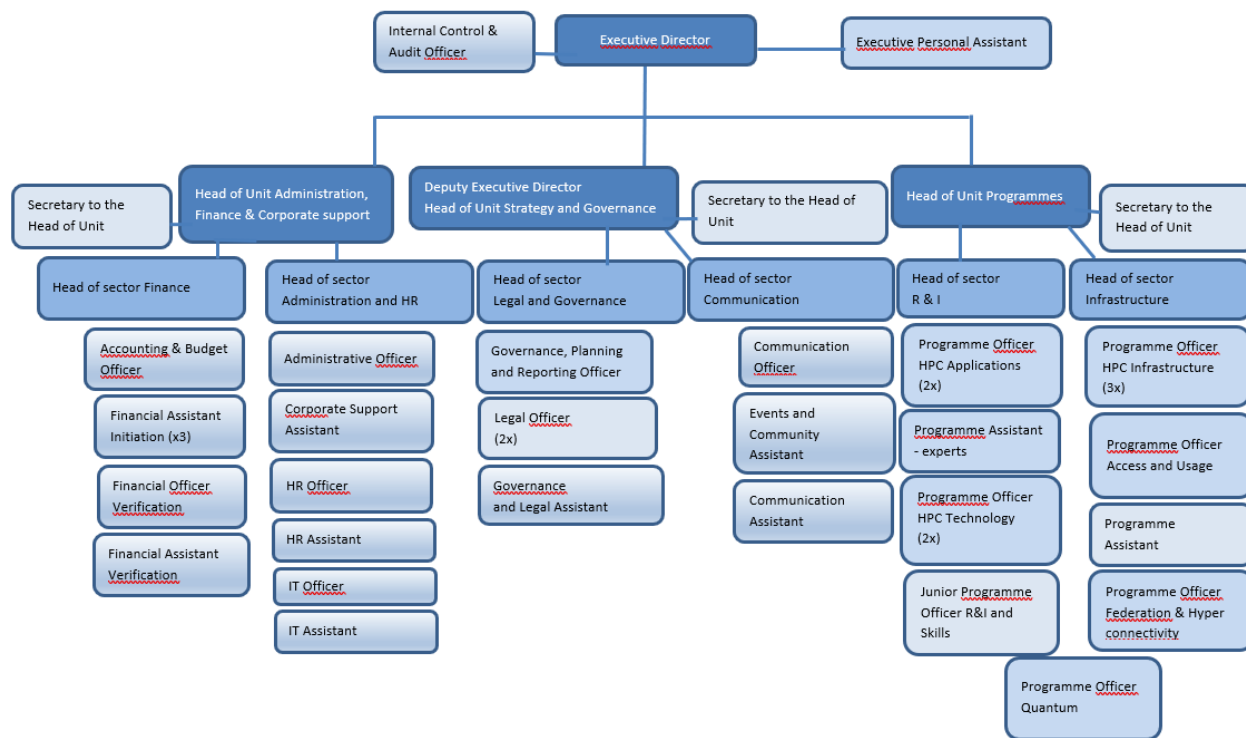 Internal Control &
Audit Officer
Executive Director
Executive Personal Assistant
Head of Unit Administration,
Finance & Corporate support
Deputy Executive Director
Head of Unit Strategy and Governance
Head of Unit Programmes
Secretary to the
Head of Unit
Secretary to the Head of
Unit
Secretary to the
Head of Unit
Head of sector Finance
Head of sector
Administration and HR
Head of sector
Legal and Governance
Head of sector
Communication
Head of sector
R & I
Head of sector
Infrastructure
Accounting & Budget
Officer
Financial Assistant
Initiation (x3)
Financial Officer
Verification
Financial Assistant
Verification
Administrative Officer
Corporate Support
Assistant
HR Officer
HR Assistant
IT Officer
IT Assistant
Governance, Planning
and Reporting Officer
Legal Officer
(2x)
Governance
and Legal Assistant
Communication
Officer
Events and
Community
Assistant
Communication
Assistant
Programme Officer
HPC Applications
(2x)
Programme Assistant
- experts
Programme Officer
HPC Technology
(2x)
Junior Programme
Officer R&I and
Skills
Programme Officer
HPC Infrastructure
(3x)
Programme Officer
Access and Usage
Programme
Assistant
Programme Officer
Federation & Hyper
connectivity
Programme Officer
Quantum